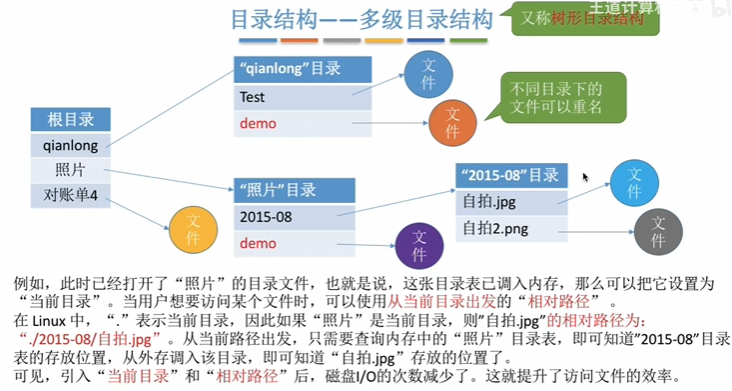 王道计算机
目录结构——多级目录结构
又称树形目录结构
“qianlong”目录
Test
demo
文件
文件
不同目录下的
文件可以重名
根目录
qianlong
照片
对账单4
文件
“照片”目录
2015-08
demo
文件
“2015-08”目录
自拍.jpg
自拍2.png
文件
文件
例如，此时已经打开了“照片”的目录文件，也就是说，这张目录表已调入内存，那么可以把它设置为
“当前目录”。当用户想要访问某个文件时，可以使用从当前目录出发的“相对路径” 。
在 Linux 中，“.”表示当前目录，因此如果“照片”是当前目录，则”自拍.jpg”的相对路径为：
“./2015-08/自拍.jpg” 。从当前路径出发，只需要查询内存中的“照片”目录表，即可知道”2015-08”目录
表的存放位置，从外存调入该目录，即可知道“自拍.jpg”存放的位置了。
可见，引入“当前目录”和“相对路径”后，磁盘I/O的次数减少了。这就提升了访问文件的效率。